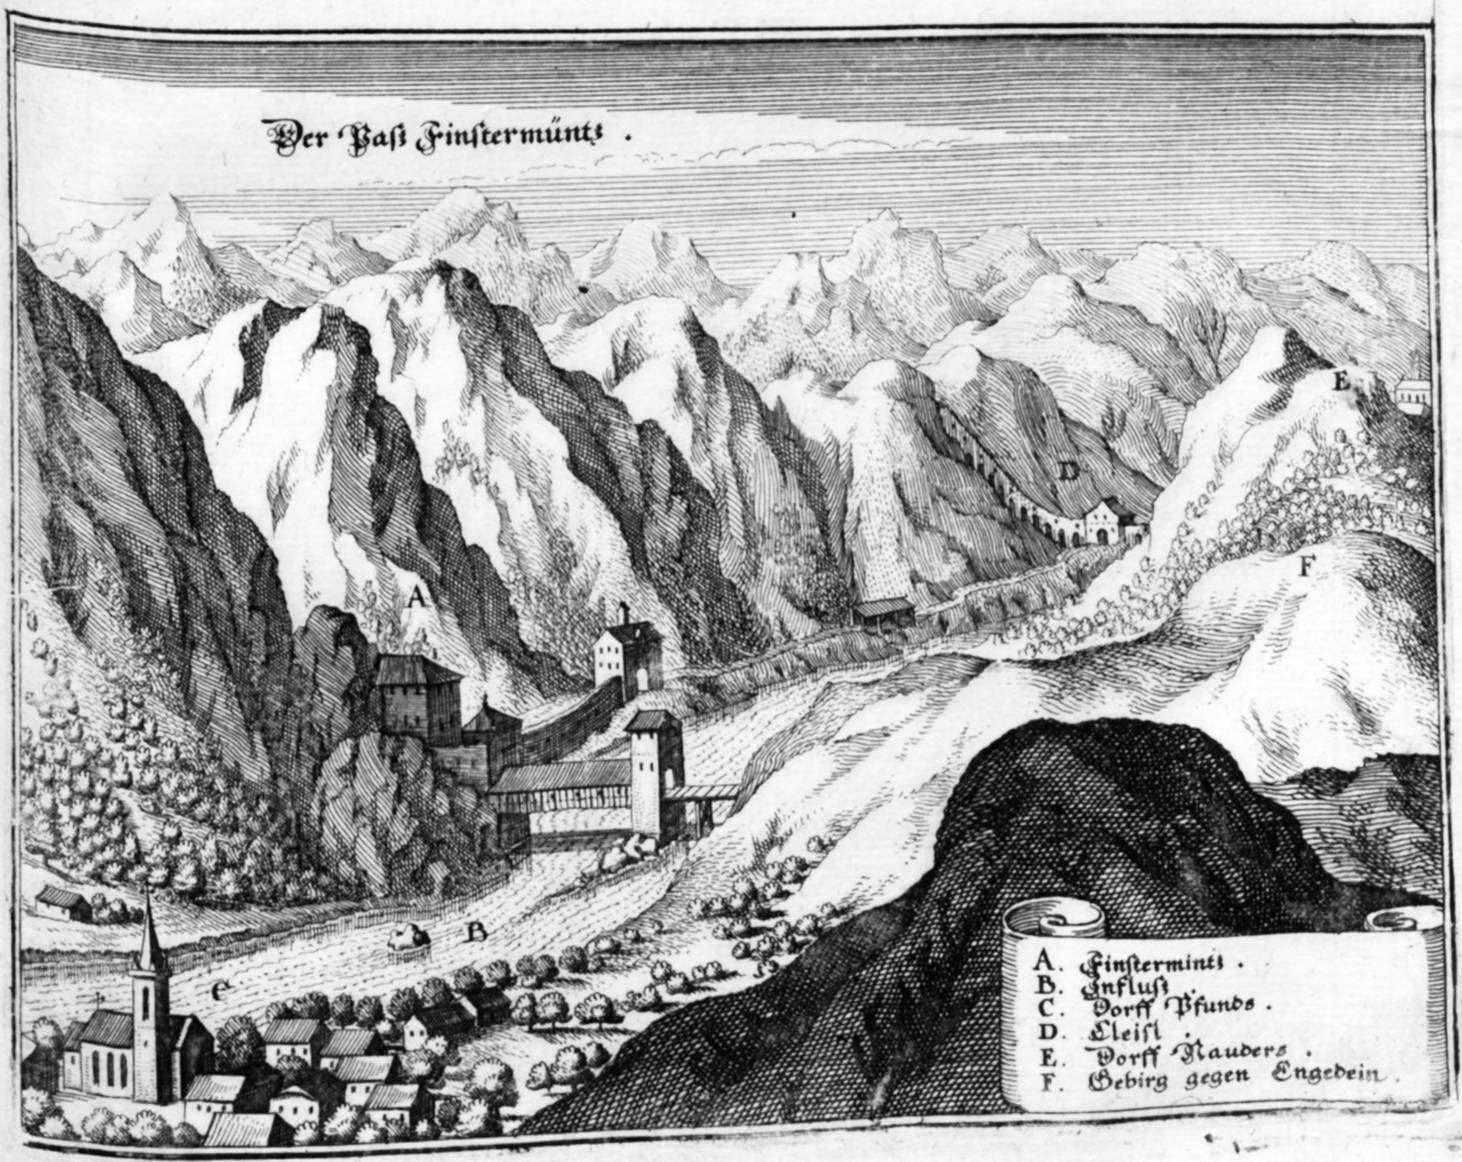 Der Paſs Finſtermüntz.
E
D
F
A
B
C
A. Finſtermintz.
B. Influſs.
C. Dorff Pfunds.
D. Cleiſl.
E. Dorff Nauders.
F. Gebirg gegen Engedein.